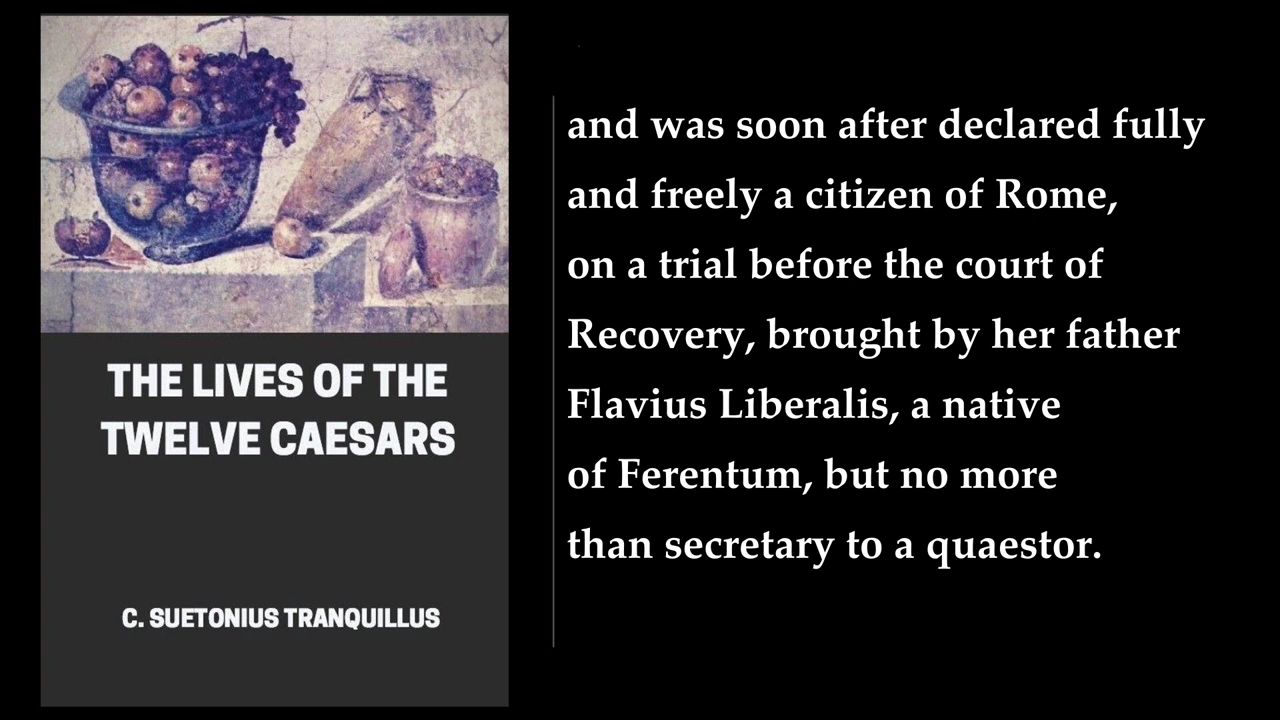 THE LIVES OF THE
TWELVE CAESARS
C. SUETONIUS TRANQUILLUS
and was soon after declared fully
and freely a citizen of Rome,
on a trial before the court of
Recovery, brought by her father
Flavius Liberalis, a native
of Ferentum, but no more
than secretary to a quaestor.